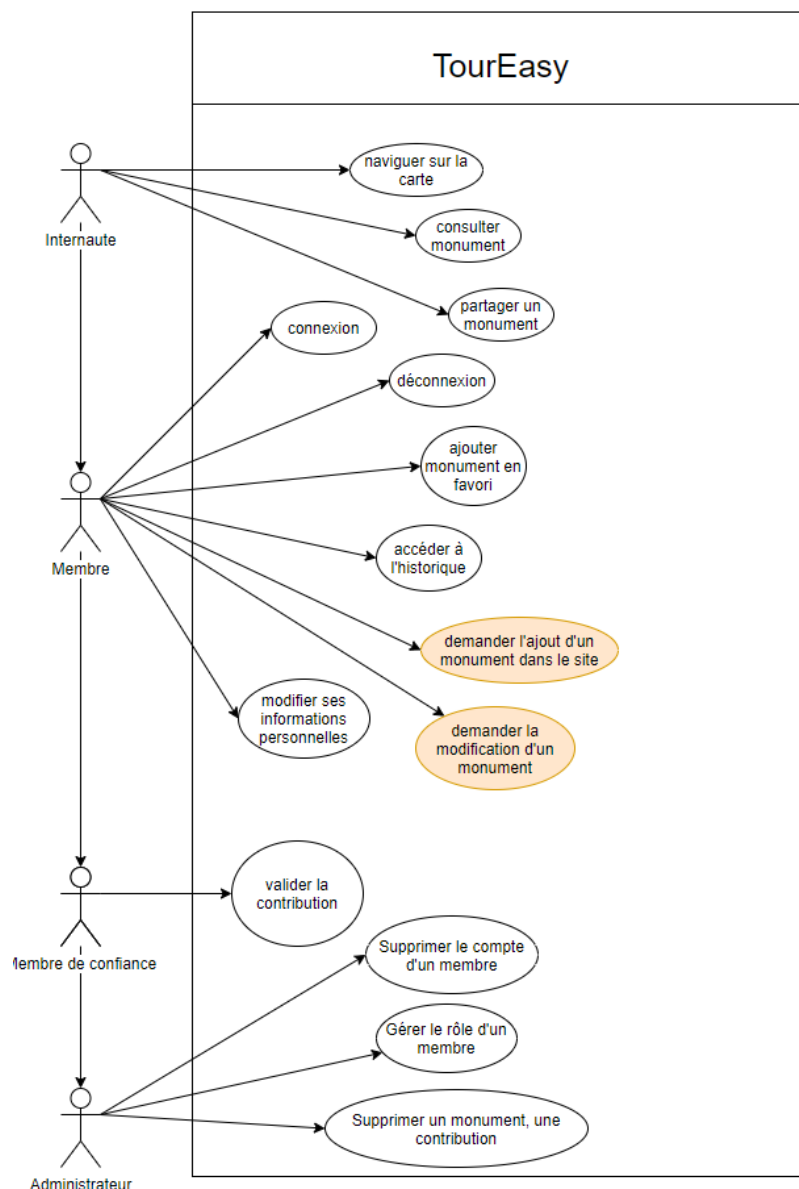 TourEasy
naviguer sur la
carte
Internaute
consulter
monument
partager un
monument
connexion
déconnexion
ajouter
monument en
favori
accéder à
l'historique
Membre
demander l'ajout d'un
monument dans le site
modifier ses
informations
personnelles
demander la
modification d'un
monument
valider la
contribution
Membre de confiance
Supprimer le compte
d'un membre
Gérer le rôle d'un
membre
Supprimer un monument, une
contribution
Administrateur